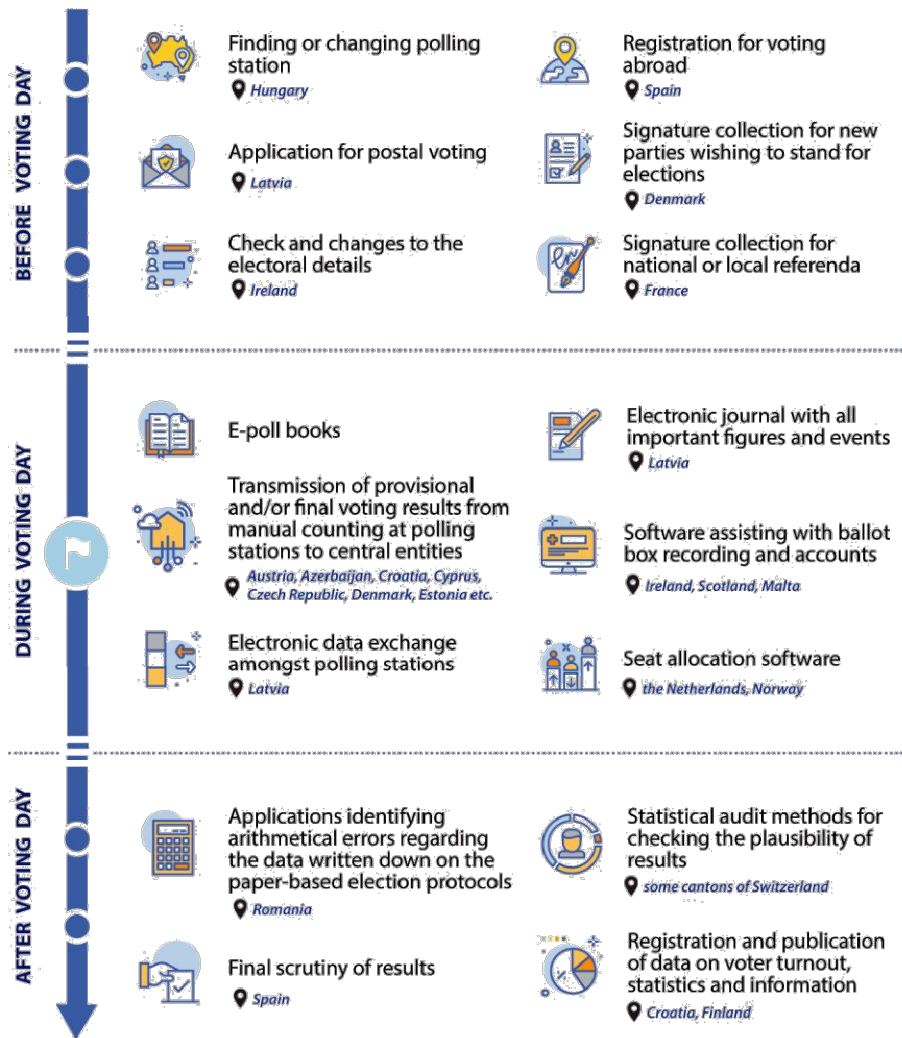 BEFORE VOTING DAY
Finding or changing polling
station
Hungary
Registration for voting
abroad
Spain
Application for postal voting
Latvia
Signature collection for new
parties wishing to stand for
elections
Denmark
Check and changes to the
electoral details
Ireland
Signature collection for
national or local referenda
France
DURING VOTING DAY
E-poll books
Electronic journal with all
important figures and events
Latvia
Transmission of provisional
and/or final voting results from
manual counting at polling
stations to central entities
Austria, Azerbaijan, Croatia, Cyprus,
Czech Republic, Denmark, Estonia etc.
Software assisting with ballot
box recording and accounts
Ireland, Scotland, Malta
Electronic data exchange
amongst polling stations
Latvia
Seat allocation software
the Netherlands, Norway
AFTER VOTING DAY
Applications identifying
arithmetical errors regarding
the data written down on the
paper-based election protocols
Romania
Statistical audit methods for
checking the plausibility of
results
some cantons of Switzerland
Final scrutiny of results
Spain
Registration and publication
of data on voter turnout,
statistics and information
Croatia, Finland